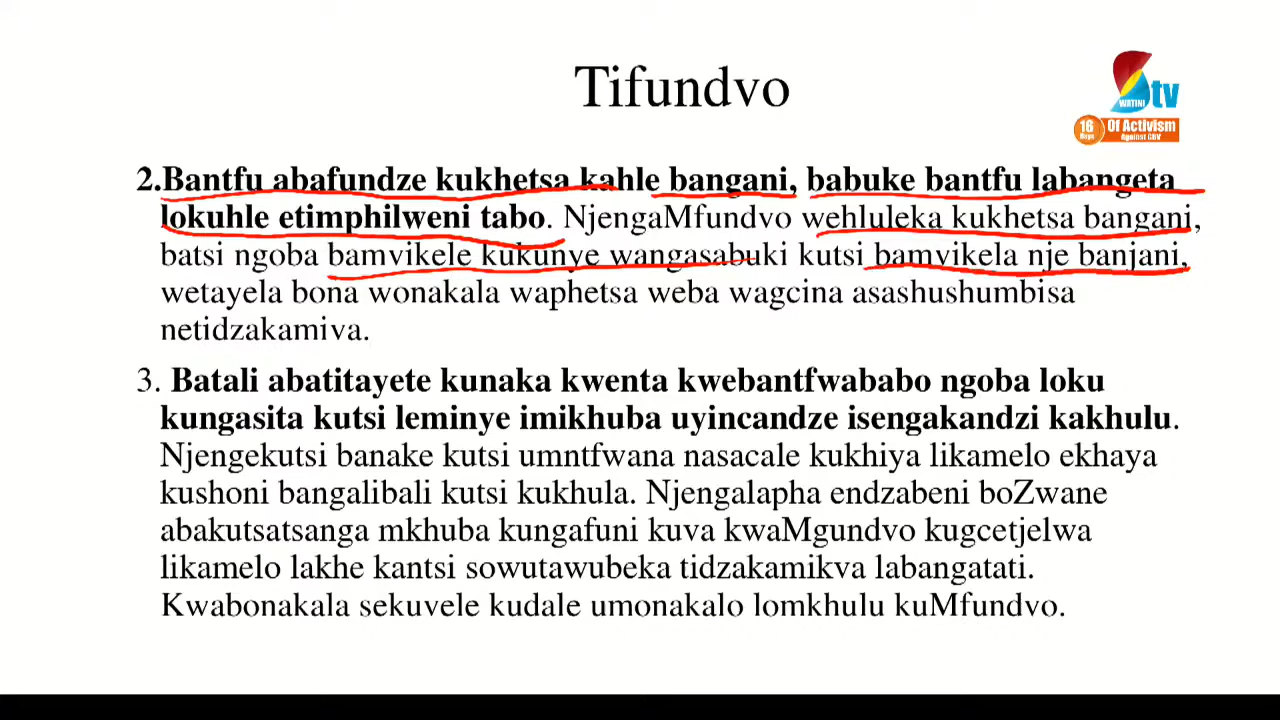 Tifundvo
WATINI
tv
16
Days
Of Activism
Against GBV
2.Bantfu abafundze kukhetsa kahle bangani, babuke bantfu labangeta
lokuhle etimphilweni tabo. NjengaMfundvo wehluleka kukhetsa bangani,
batsi ngoba bamvikele kukunye wangasabuki kutsi bamvikela nje banjani,
wetayela bona wonakala waphetsa weba wagcina asashushumbisa
netidzakamiva.
3. Batali abatitayete kunaka kwenta kwebantfwababo ngoba loku
kungasita kutsi leminye imikhuba uyincandze isengakandzi kakhulu.
Njengekutsi banake kutsi umntfwana nasacale kukhiya likamelo ekhaya
kushoni bangalibali kutsi kukhula. Njengalapha endzabeni boZwane
abakutsatsanga mkhuba kungafuni kuva kwaMgundvo kugcetjelwa
likamelo lakhe kantsi sowutawubeka tidzakamikva labangatati.
Kwabonakala sekuvele kudale umonakalo lomkhulu kuMfundvo.